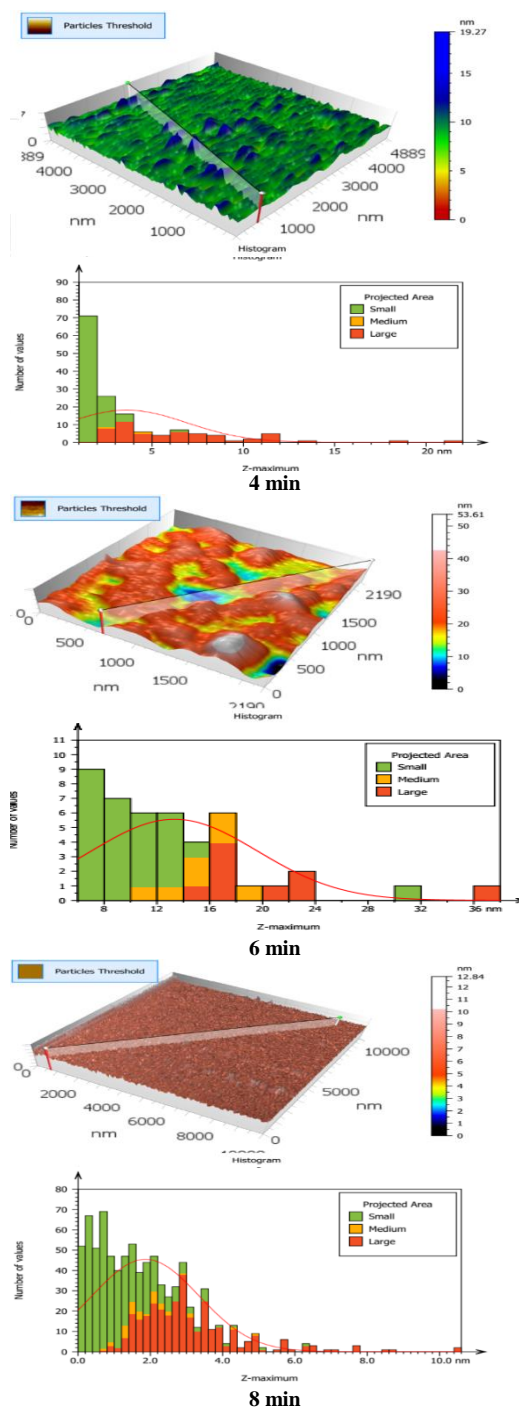 Particles Threshold
nm
19.27
15
10
5
0
0
4000
3000
nm
2000
1000
1000
2000
nm
3000
4000
4889
Histogram
Histogram
90
80
70
60
50
40
30
20
10
0
Number of values
Projected Area
Small
Medium
Large
5
10
15
20 nm
Z-maximum
4 min
Particles Threshold
nm
53.61
50
40
30
20
10
0
0
0
500
1000
nm
1500
2190
0
500
nm
1000
1500
2190
Histogram
11
9
8
7
6
5
4
3
2
1
0
Number of values
Projected Area
Small
Medium
Large
8
12
16
20
24
28
32
36 nm
Z-maximum
6 min
Particles Threshold
nm
12.84
12
11
10
9
8
7
6
5
4
3
2
1
0
0
0
2000
4000
nm
6000
8000
0
5000
nm
10000
Histogram
80
70
60
50
40
30
20
10
0
Number of values
Projected Area
Small
Medium
Large
0.0
2.0
4.0
6.0
8.0
10.0 nm
Z-maximum
8 min